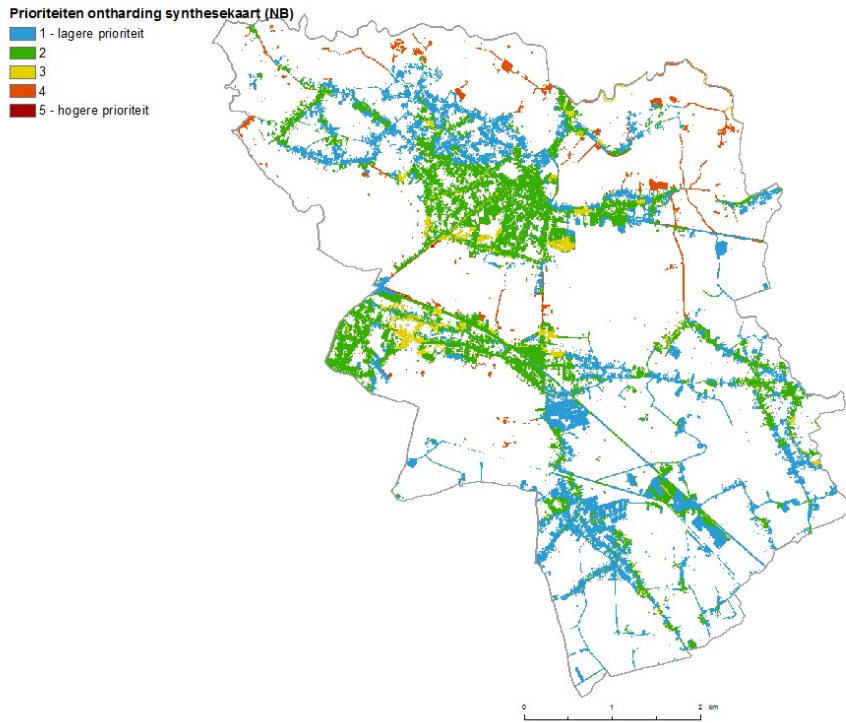 Prioriteiten ontharding synthesekaart (NB)
1 - lagere prioriteit
2
3
4
5 - hogere prioriteit
0 1 2 km